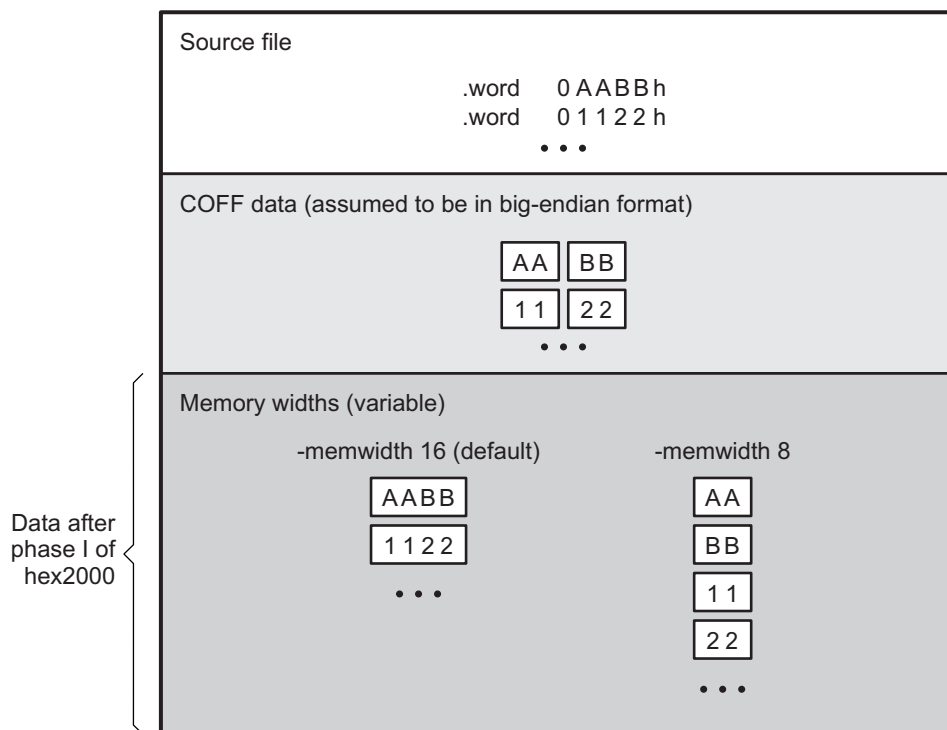 Source file
.word 0AABBh
.word 01122h
• • •
COFF data (assumed to be in big-endian format)
AA BB
11 22
• • •
Memory widths (variable)
-memwidth 16 (default) -memwidth 8
AABB AA
1122 BB
• • • 11
22
• • •
Data after
phase I of
hex2000